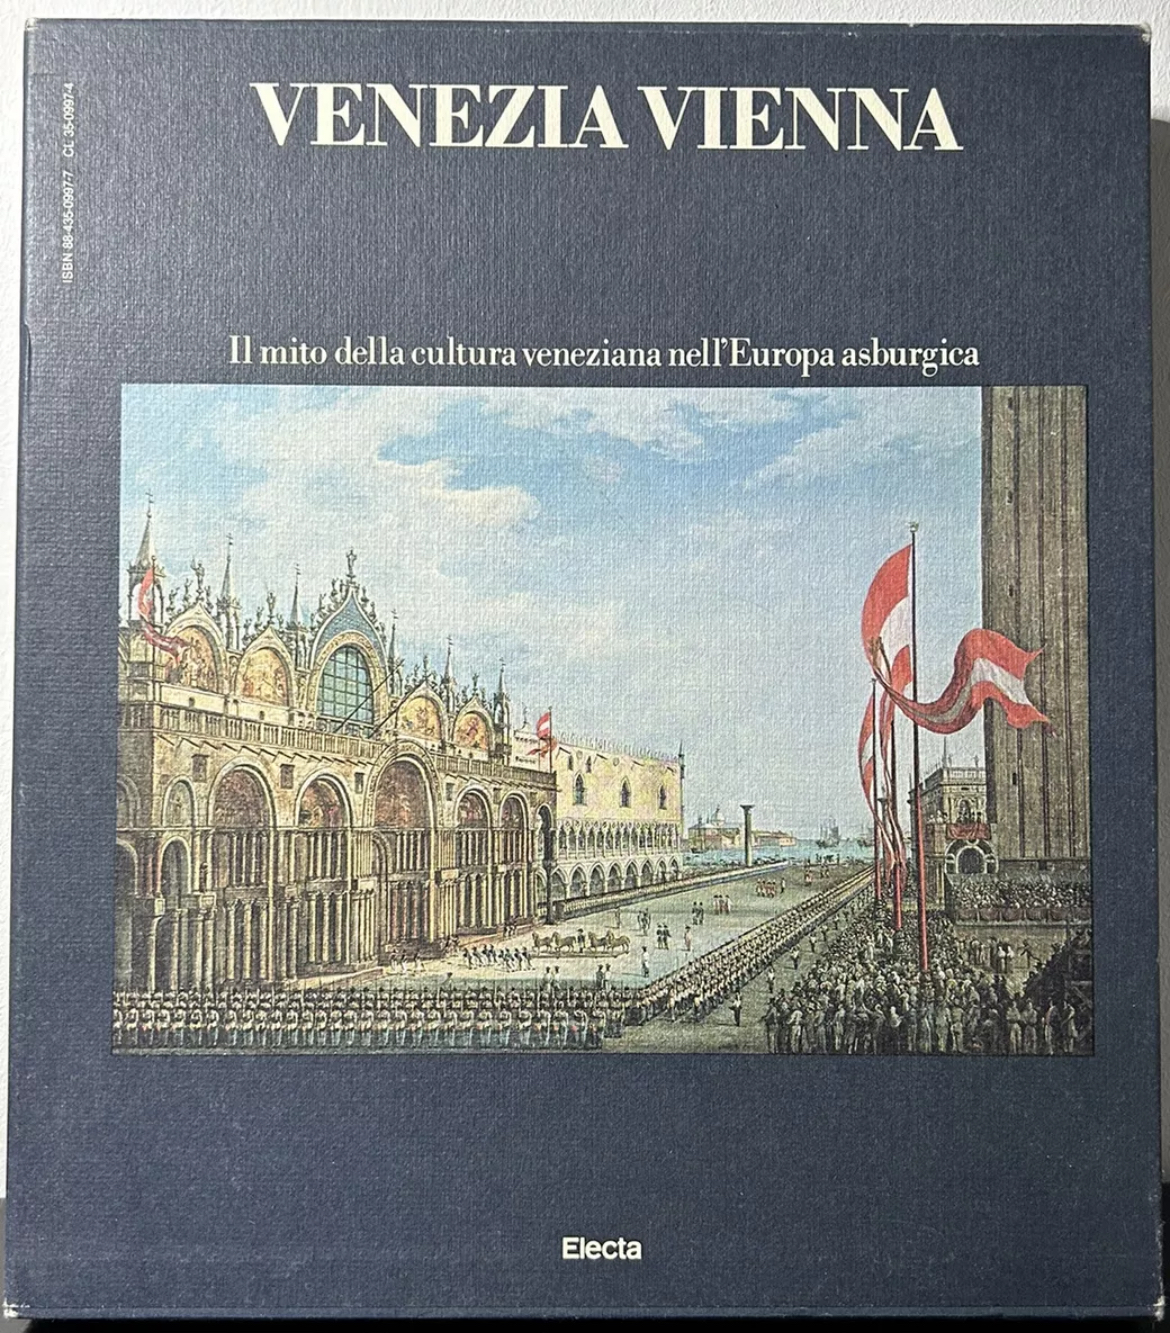 VENEZIA VIENNA
ISBN 88-435-0997-7 CL 35-0997-4
Il mito della cultura veneziana nell'Europa asburgica
Electa